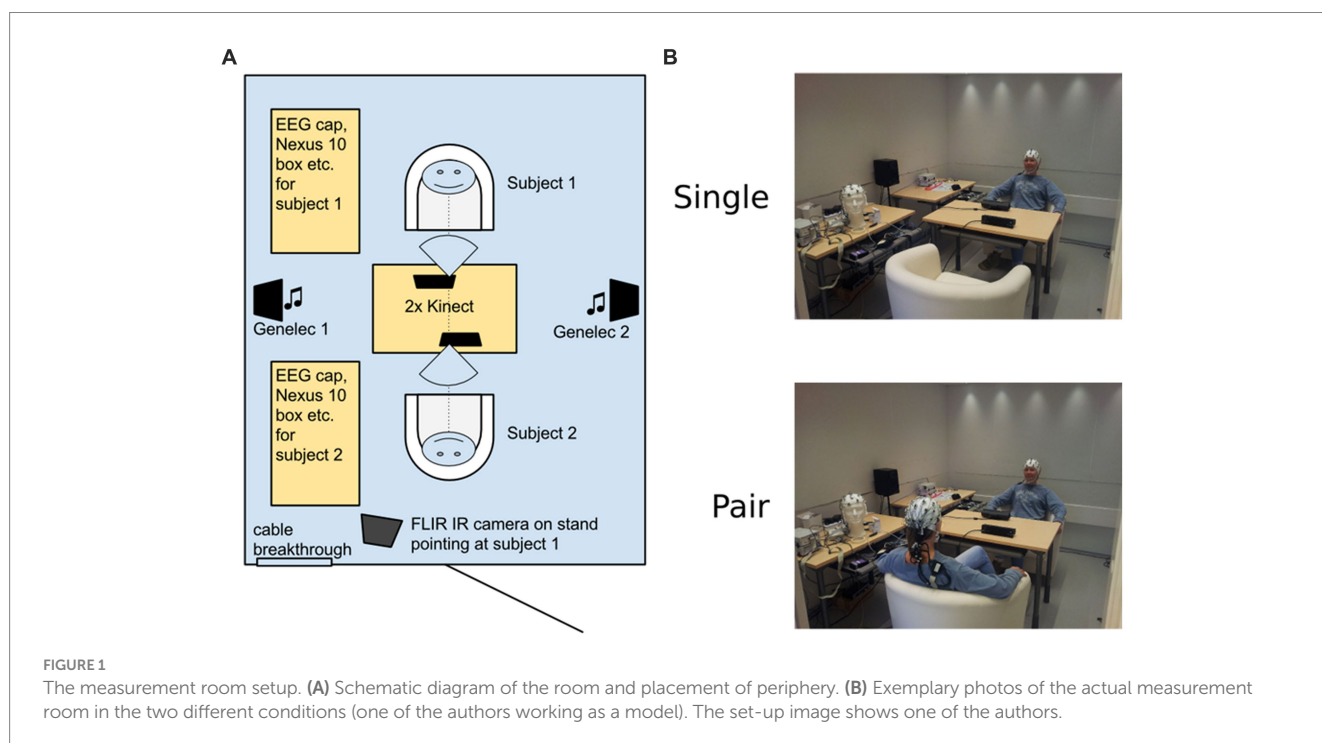 A
EEG cap,
Nexus 10
box etc.
for
subject 1
Subject 1
2x Kinect
Genelec 1
Genelec 2
EEG cap,
Nexus 10
box etc.
for
subject 2
Subject 2
cable
breakthrough
FLIR IR camera on stand
pointing at subject 1
B
Single
Pair
FIGURE 1
The measurement room setup. (A) Schematic diagram of the room and placement of periphery. (B) Exemplary photos of the actual measurement
room in the two different conditions (one of the authors working as a model). The set-up image shows one of the authors.